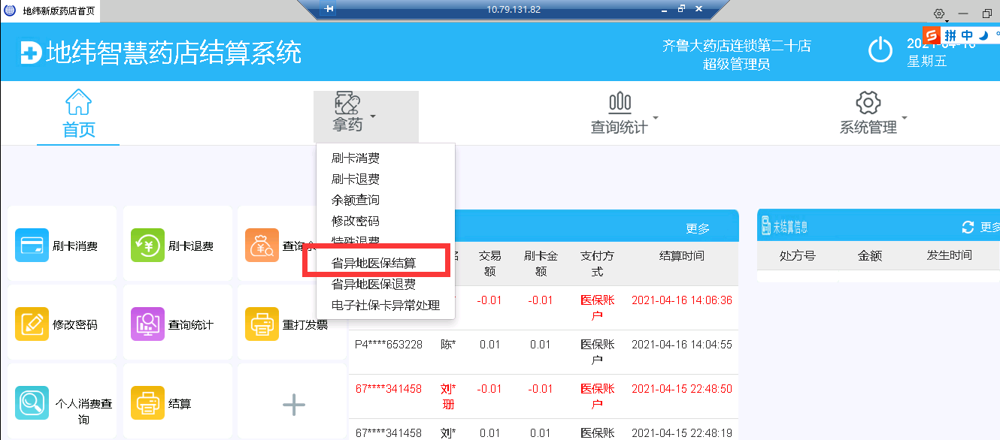 地纬新版药店首页
10.79.131.82
地纬智慧药店结算系统
齐鲁大药店连锁第二十店
超级管理员
星期五
拼 中
首页
拿药
查询统计
系统管理
刷卡消费
刷卡退费
余额查询
修改密码
特殊退费
省异地医保结算
省异地医保退费
电子社保卡异常处理
刷卡消费
刷卡退费
修改密码
查询统计
重打发票
个人消费查
询
结算
更多
交易
额
刷卡金
额
支付方
式
结算时间
-0.01 -0.01 医保账
户
2021-04-16 14:06:36
P4****653228 陈* 0.01 0.01 医保账
户
2021-04-16 14:04:55
67****341458 刘*
珊
-0.01 -0.01 医保账
户
2021-04-15 22:48:50
67****341458 刘* 0.01 0.01 医保账
2021-04-15 22:48:19
未结算信息
更多
处方号 金额 发生时间